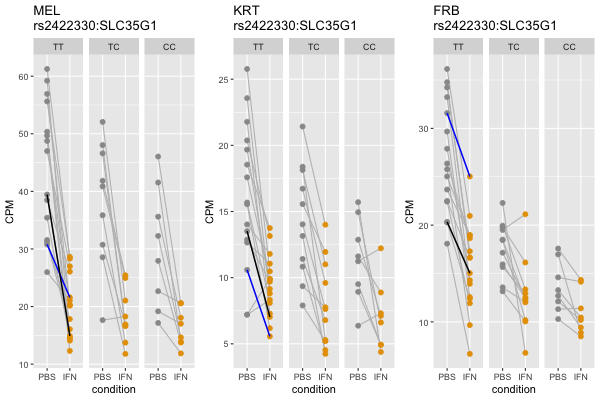 MEL
rs2422330:SLC35G1
TT TC CC
60
50
40
30
20
10
CPM
PBS IFN PBS IFN PBS IFN
condition
KRT
rs2422330:SLC35G1
TT TC CC
25
20
15
10
5
CPM
PBS IFN PBS IFN PBS IFN
condition
FRB
rs2422330:SLC35G1
TT TC CC
30
20
10
CPM
PBS IFN PBS IFN PBS IFN
condition